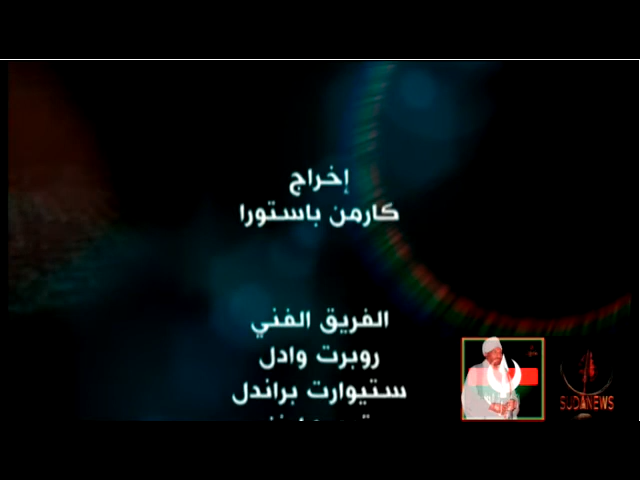 إخراج
كارمن باستورا
الفريق الفني
روبرت وادل
ستيوارت براندل
SUDANEWS